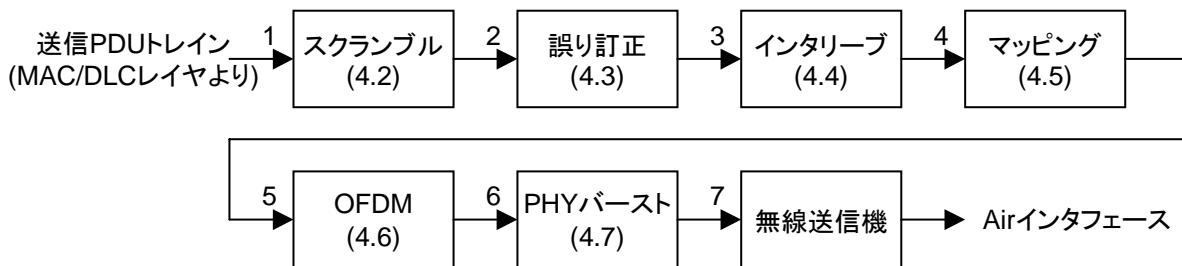 送信PDUトレイン
(MAC/DLCレイヤより)
1
スクランブル
(4.2)
2
誤り訂正
(4.3)
3
インタリーブ
(4.4)
4
マッピング
(4.5)
5
OFDM
(4.6)
6
PHYバースト
(4.7)
7
無線送信機
Airインタフェース